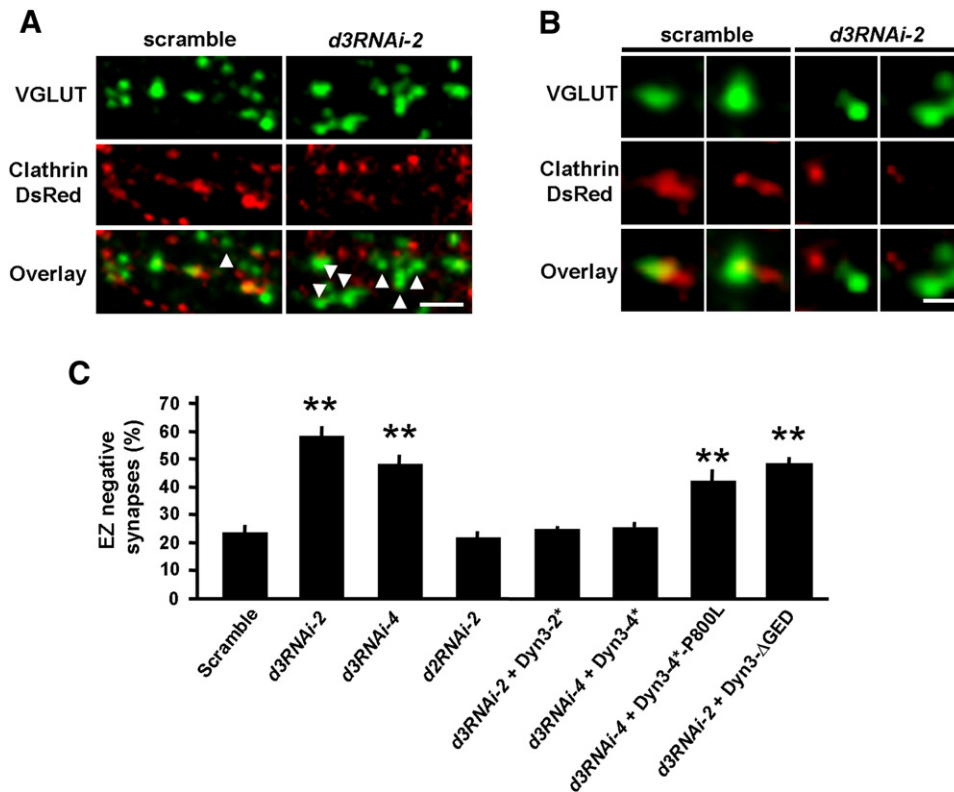 A
scramble
d3RNAi-2
VGLUT
Clathrin
DsRed
Overlay
B
scramble
d3RNAi-2
VGLUT
Clathrin
DsRed
Overlay
C
EZ negative
synapses (%)
70
60
50
40
30
20
10
0
**
**
**
**
Scramble
d3RNAi-2
d3RNAi-4
d2RNAi-2
d3RNAi-2 + Dyn3-2*
d3RNAi-4 + Dyn3-4*
d3RNAi-4 + Dyn3-4*-P800L
d3RNAi-2 + Dyn3-ΔGED